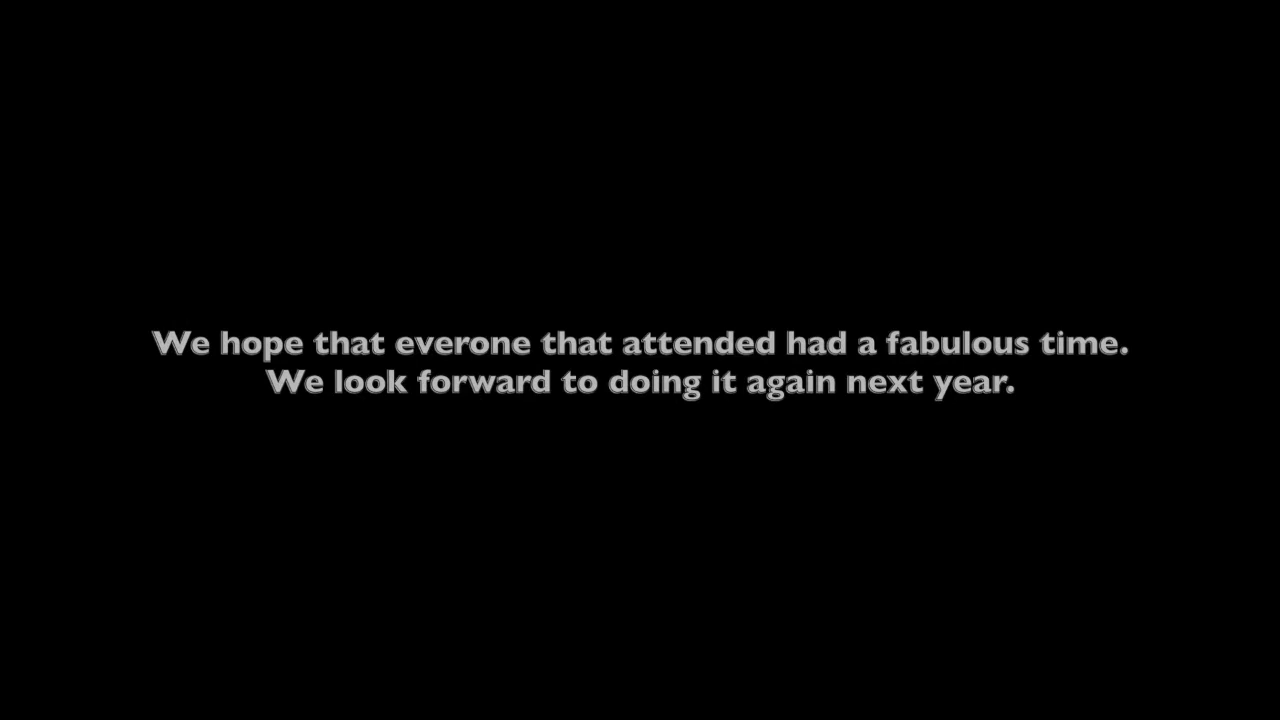 We hope that everone that attended had a fabulous time.
We look forward to doing it again next year.